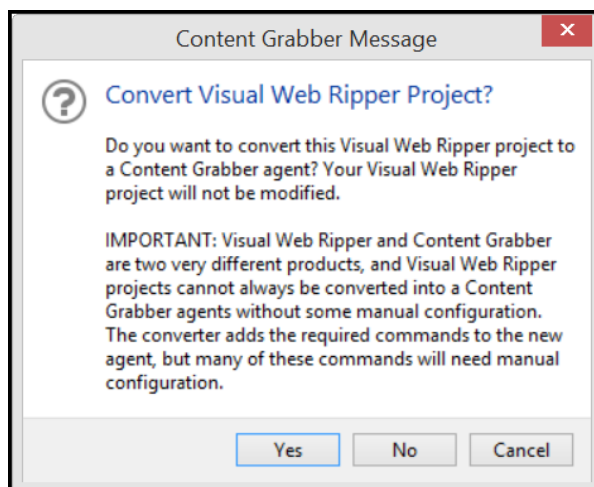 Content Grabber Message
Convert Visual Web Ripper Project?
Do you want to convert this Visual Web Ripper project to
a Content Grabber agent? Your Visual Web Ripper
project will not be modified.
IMPORTANT: Visual Web Ripper and Content Grabber
are two very different products, and Visual Web Ripper
projects cannot always be converted into a Content
Grabber agents without some manual configuration.
The converter adds the required commands to the new
agent, but many of these commands will need manual
configuration.
Yes No Cancel